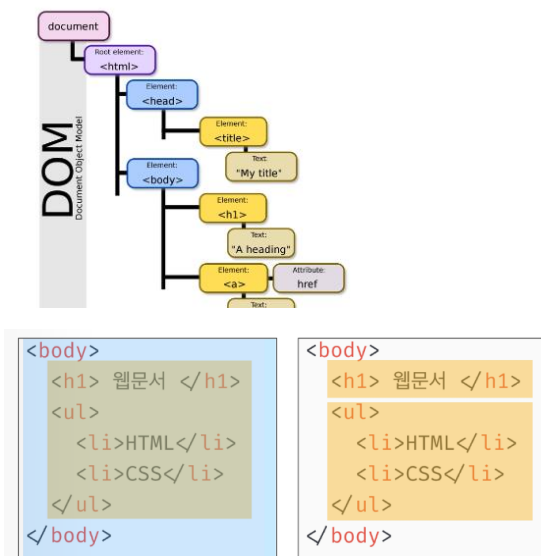 document
Root element:
<html>
Element:
<head>
Element:
<title>
Text:
"My title"
DOM
Document Object Model
Element:
<body>
Element:
<h1>
Text:
"A heading"
Element:
<a>
Attribute:
href
Text:
<body>
<h1> 웹문서 </h1>
<ul>
<li>HTML</li>
<li>CSS</li>
</ul>
</body>
<body>
<h1> 웹문서 </h1>
<ul>
<li>HTML</li>
<li>CSS</li>
</ul>
</body>